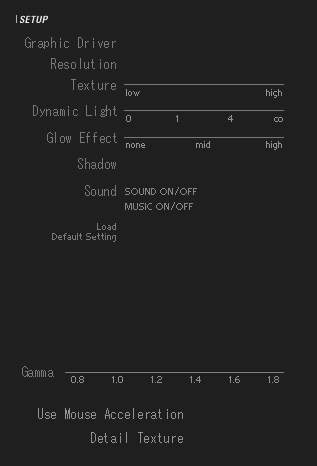 SETUP
Graphic Driver
Resolution
Texture
low high
Dynamic Light
0 1 4 ∞
Glow Effect
none mid high
Shadow
Sound SOUND ON/OFF
MUSIC ON/OFF
Load
Default Setting
Gamma
0.8 1.0 1.2 1.4 1.6 1.8
Use Mouse Acceleration
Detail Texture